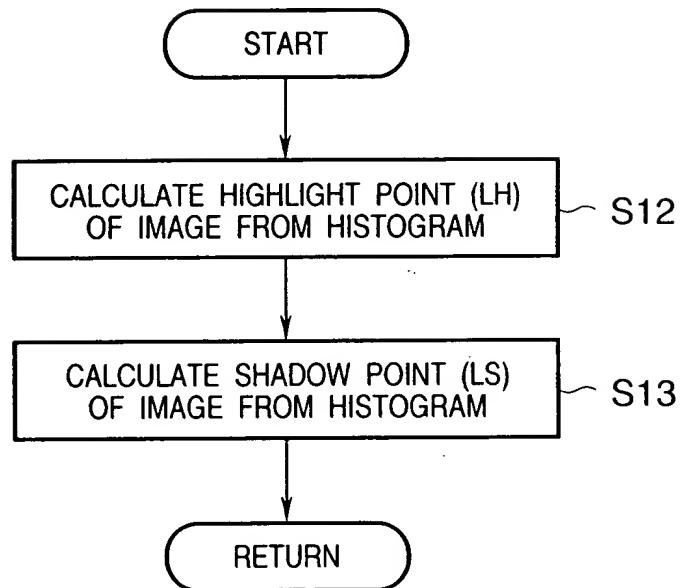 START
CALCULATE HIGHLIGHT POINT (LH)
OF IMAGE FROM HISTOGRAM
S12
CALCULATE SHADOW POINT (LS)
OF IMAGE FROM HISTOGRAM
S13
RETURN